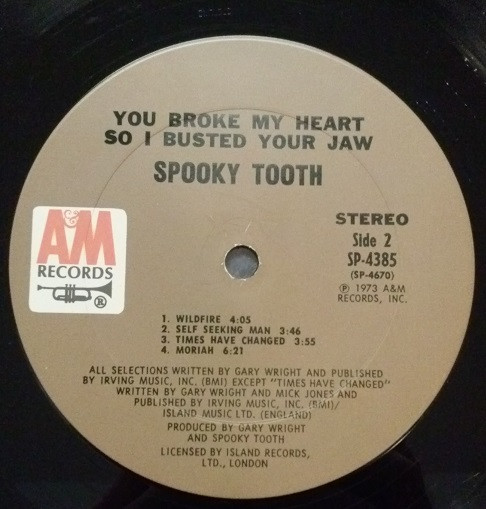 YOU BROKE MY HEART
SO I BUSTED YOUR JAW
SPOOKY TOOTH
A&M
RECORDS
®
STEREO
Side 2
SP-4385
(SP-4670)
℗ 1973 A&M
RECORDS, INC.
1. WILDFIRE 4:05
2. SELF SEEKING MAN 3:46
3. TIMES HAVE CHANGED 3:55
4. MORIAH 6:21
ALL SELECTIONS WRITTEN BY GARY WRIGHT AND PUBLISHED
BY IRVING MUSIC, INC. (BMI) EXCEPT "TIMES HAVE CHANGED"
WRITTEN BY GARY WRIGHT AND MICK JONES AND
PUBLISHED BY IRVING MUSIC, INC. (BMI)/
ISLAND MUSIC LTD. (ENGLAND)
PRODUCED BY GARY WRIGHT
AND SPOOKY TOOTH
LICENSED BY ISLAND RECORDS,
LTD., LONDON